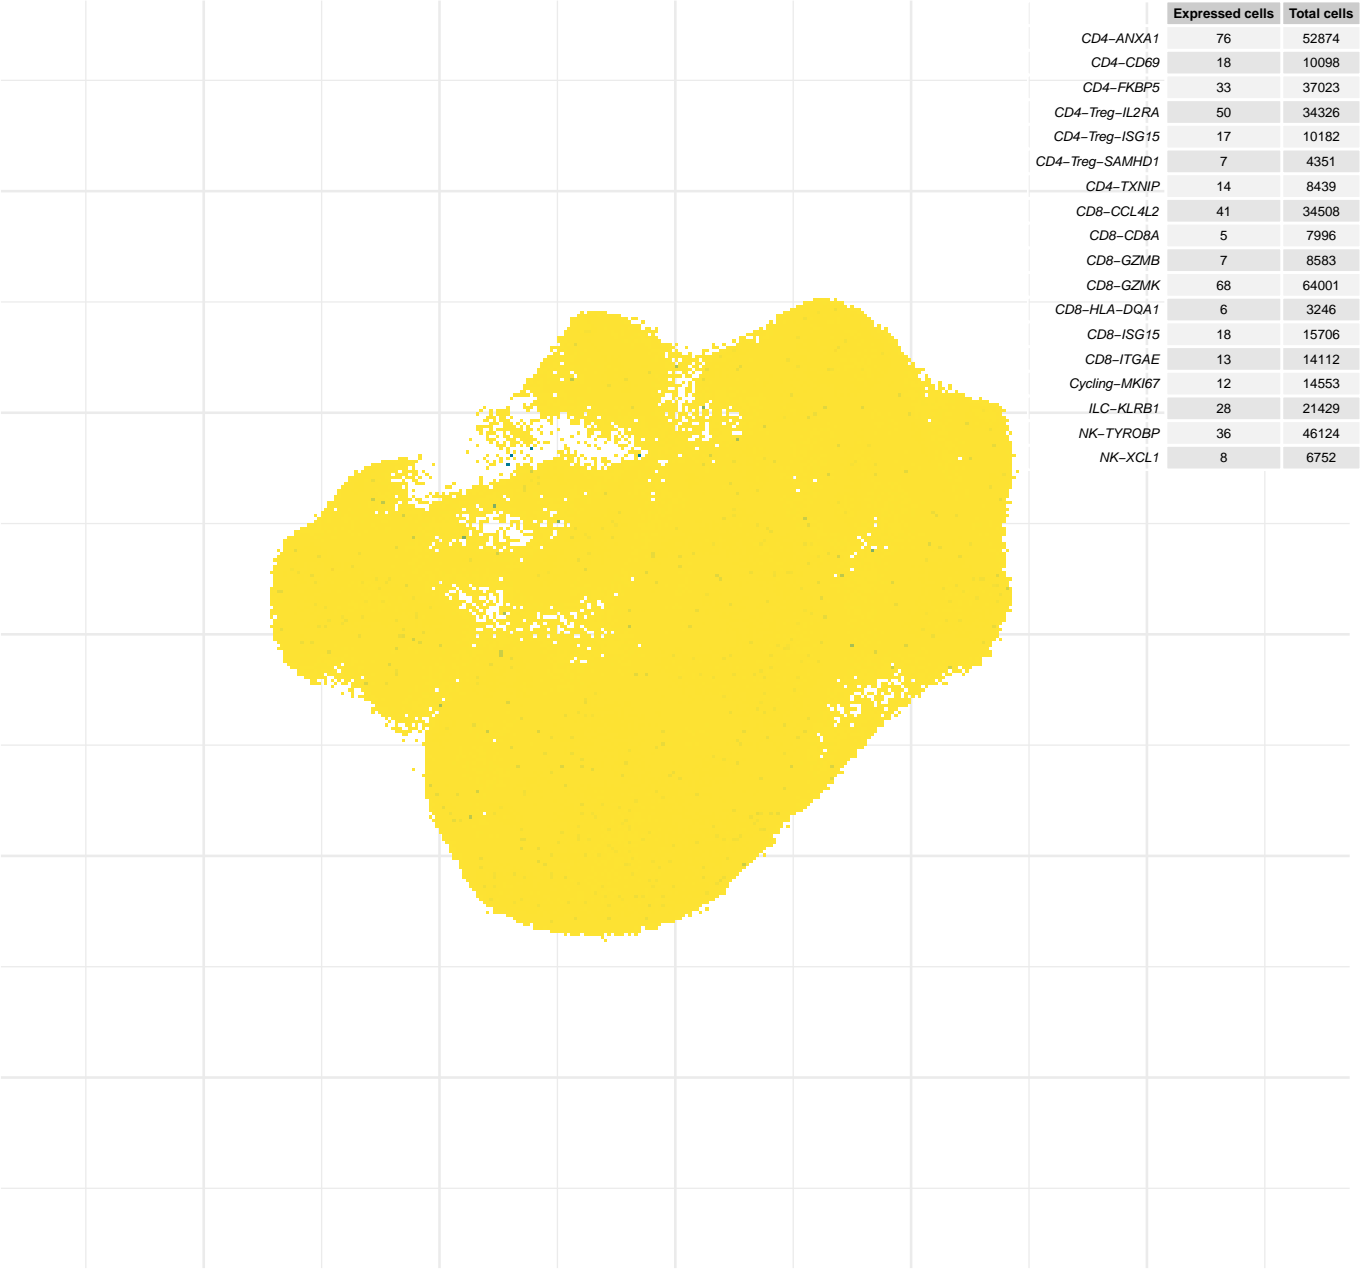 Expressed cells Total cells
CD4−ANXA1 76 52874
CD4−CD69 18 10098
CD4−FKBP5 33 37023
CD4−Treg−IL2RA 50 34326
CD4−Treg−ISG15 17 10182
CD4−Treg−SAMHD1 7 4351
CD4−TXNIP 14 8439
CD8−CCL4L2 41 34508
CD8−CD8A 5 7996
CD8−GZMB 7 8583
CD8−GZMK 68 64001
CD8−HLA−DQA1 6 3246
CD8−ISG15 18 15706
CD8−ITGAE 13 14112
Cycling−MKI67 12 14553
ILC−KLRB1 28 21429
NK−TYROBP 36 46124
NK−XCL1 8 6752